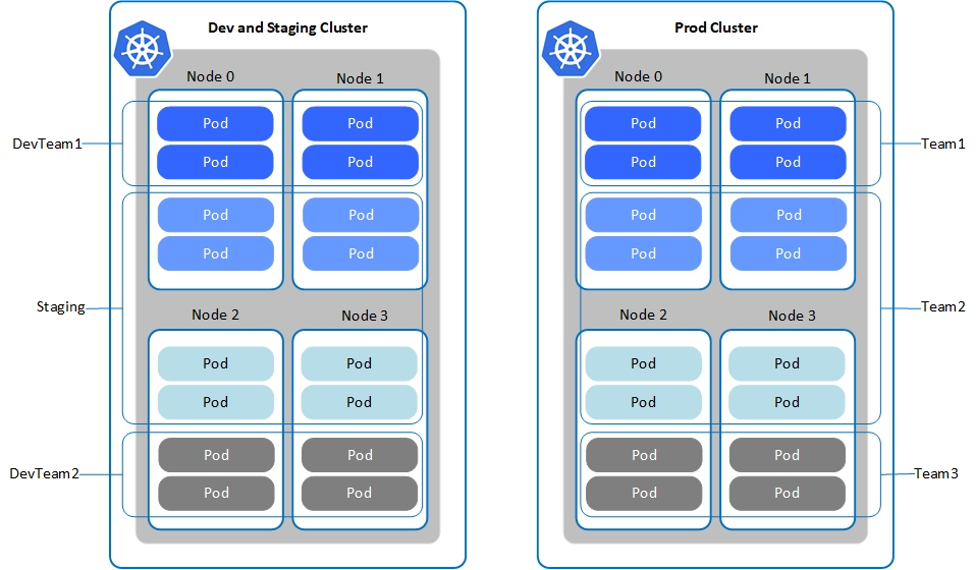 Dev and Staging Cluster
Node 0
Node 1
DevTeam1
Pod
Pod
Pod
Pod
Pod
Pod
Pod
Pod
Staging
Node 2
Node 3
Pod
Pod
Pod
Pod
DevTeam2
Pod
Pod
Pod
Pod
Prod Cluster
Node 0
Node 1
Pod
Pod
Team1
Pod
Pod
Pod
Pod
Pod
Pod
Team2
Node 2
Node 3
Pod
Pod
Pod
Pod
Pod
Pod
Team3
Pod
Pod